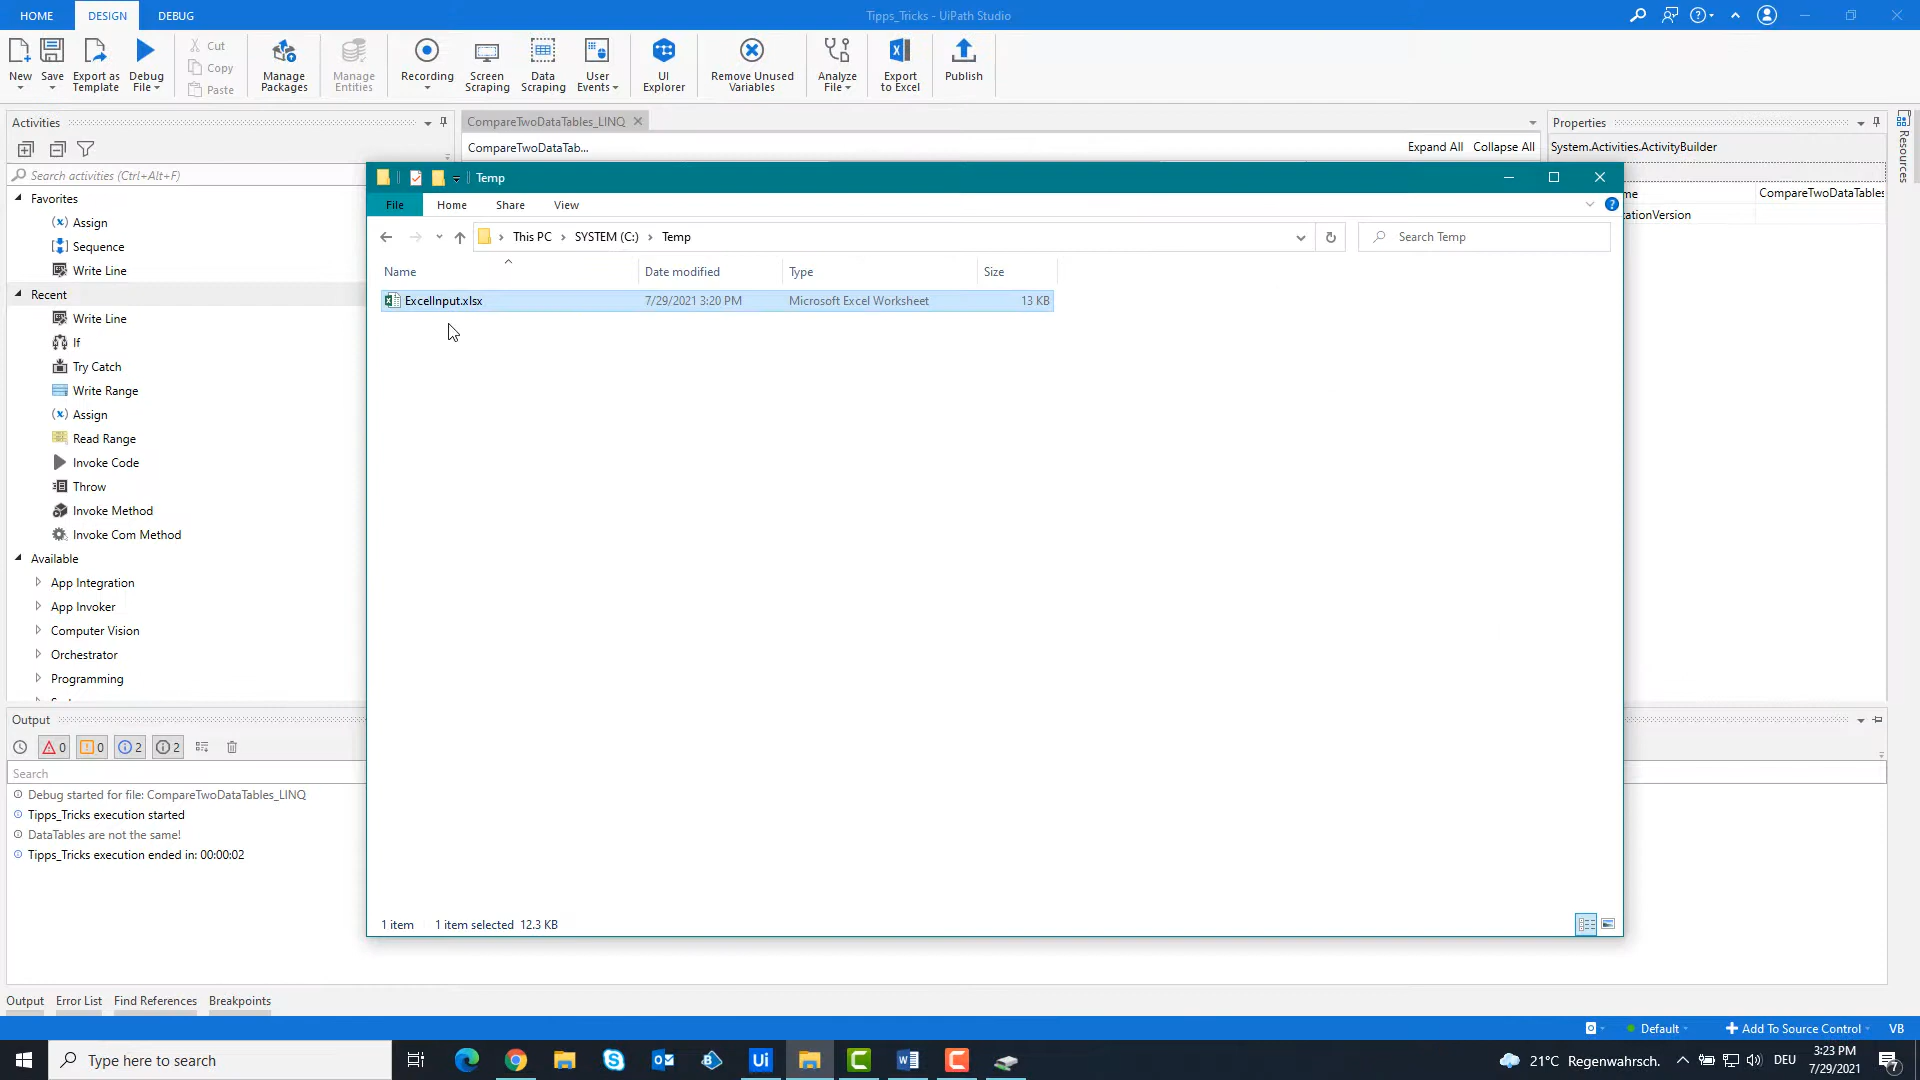 HOME DESIGN DEBUG Tipps_Tricks - UiPath Studio
New Save Export as Template Debug File Cut Copy Paste Manage Packages Manage Entities Recording Screen Scraping Data Scraping User Events UI Explorer Remove Unused Variables Analyze File Export to Excel Publish
Activities
CompareTwoDataTables_LINQ
Properties
Resources
CompareTwoDataTab... Expand All Collapse All
System.Activities.ActivityBuilder
Search activities (Ctrl+Alt+F)
Temp
me CompareTwoDataTables
tationVersion
Favorites
Assign
Sequence
Write Line
Recent
Write Line
If
Try Catch
Write Range
Assign
Read Range
Invoke Code
Throw
Invoke Method
Invoke Com Method
Available
App Integration
App Invoker
Computer Vision
Orchestrator
Programming
File Home Share View
This PC SYSTEM (C:) Temp Search Temp
Name Date modified Type Size
ExcelInput.xlsx 7/29/2021 3:20 PM Microsoft Excel Worksheet 13 KB
1 item 1 item selected 12.3 KB
Output
0 0 2 2
Search
Debug started for file: CompareTwoDataTables_LINQ
Tipps_Tricks execution started
DataTables are not the same!
Tipps_Tricks execution ended in: 00:00:02
Output Error List Find References Breakpoints
Default Add To Source Control VB
Type here to search
Ui
21°C Regenwahrsch. DEU 3:23 PM
7/29/2021
7